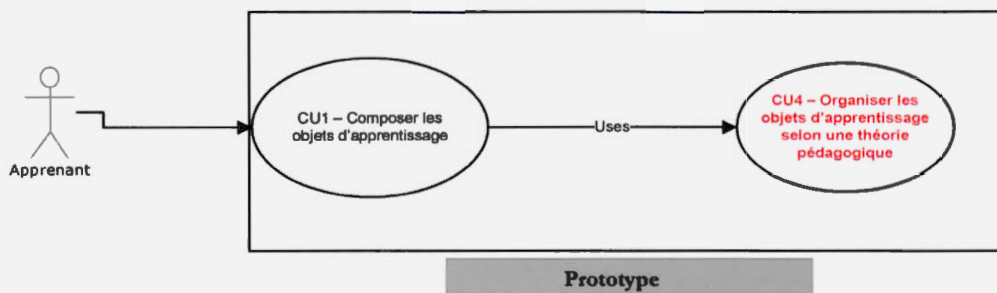 Apprenant
CU1 – Composer les
objets d'apprentissage
Uses
CU4 – Organiser les
objets d'apprentissage
selon une théorie
pédagogique
Prototype